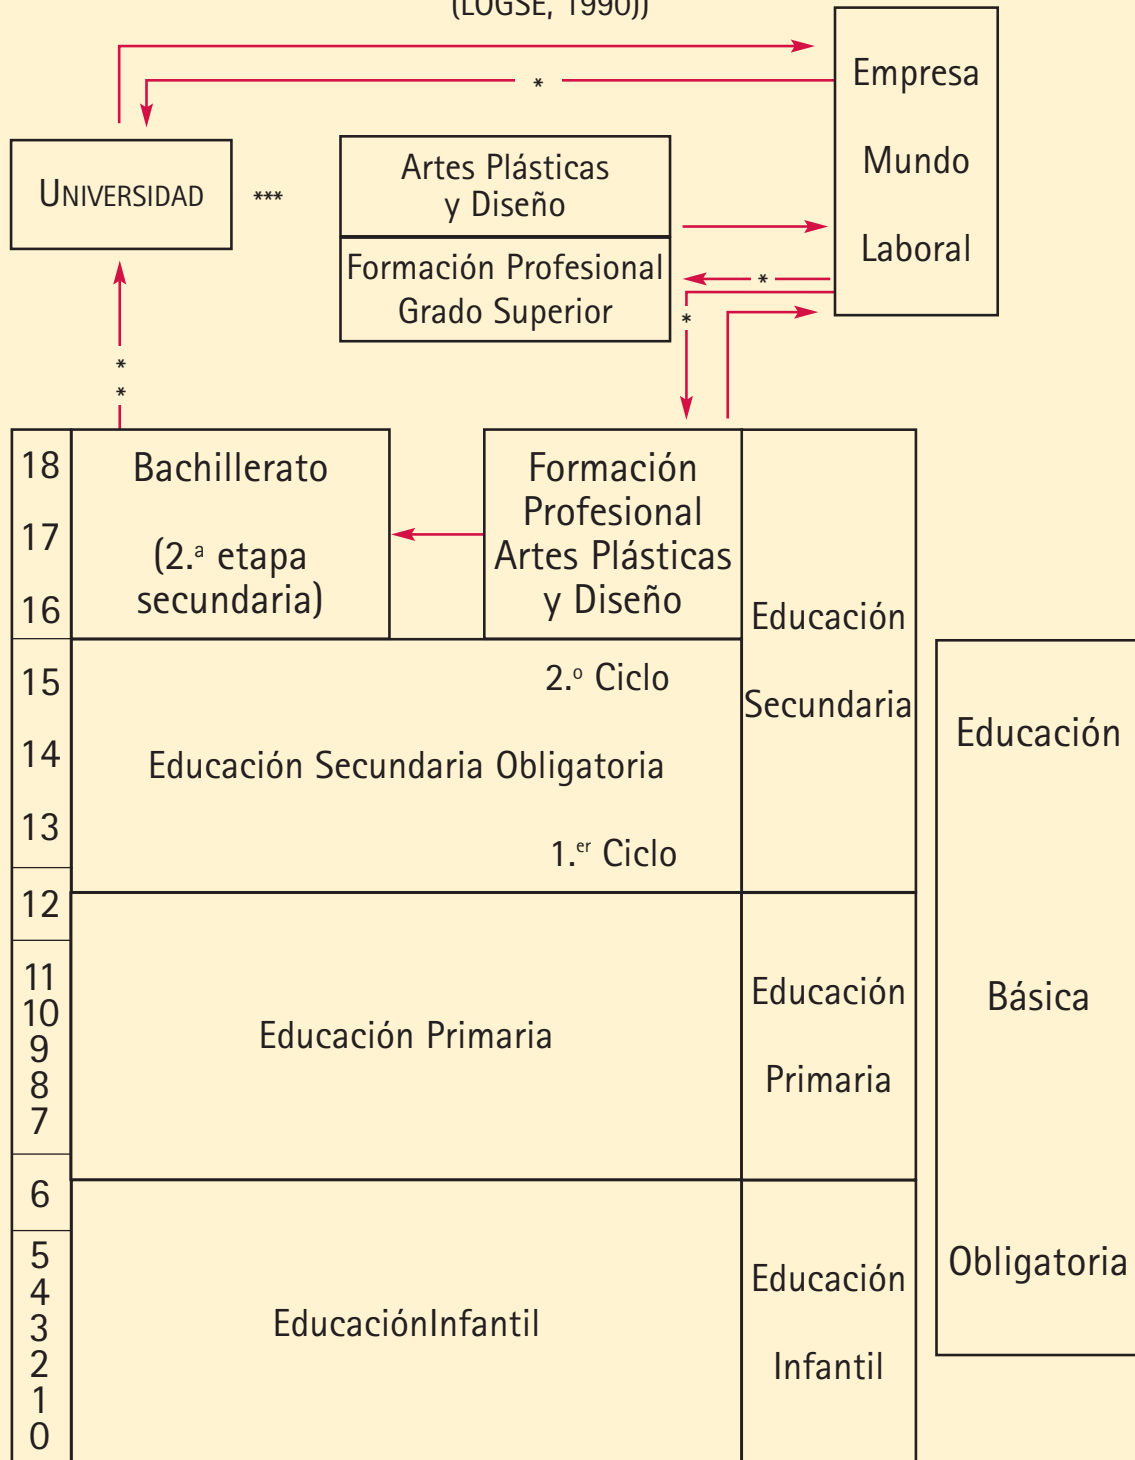 (LOGSE, 1990))
Empresa
Mundo
Laboral
*
UNIVERSIDAD
***
Artes Plásticas
y Diseño
Formación Profesional
Grado Superior
*
*
*
*
18
17
16
15
14
13
12
11
10
9
8
7
6
5
4
3
2
1
0
Bachillerato
(2.ª etapa
secundaria)
Formación
Profesional
Artes Plásticas
y Diseño
2.º Ciclo
Educación Secundaria Obligatoria
1.er Ciclo
Educación
Secundaria
Educación Primaria
Educación
Primaria
EducaciónInfantil
Educación
Infantil
Educación
Básica
Obligatoria